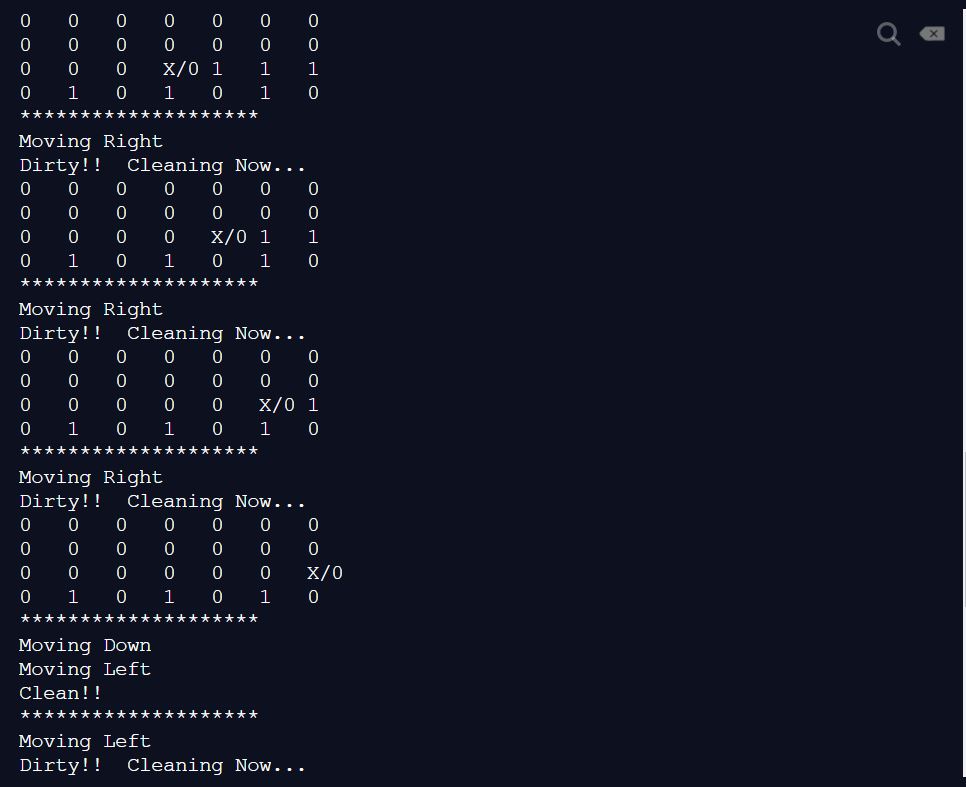 0   0   0   0   0   0   0
0   0   0   0   0   0   0
0   0   0   X/0 1   1   1
0   1   0   1   0   1   0
********************
Moving Right
Dirty!!  Cleaning Now...
0   0   0   0   0   0   0
0   0   0   0   0   0   0
0   0   0   0   X/0 1   1
0   1   0   1   0   1   0
********************
Moving Right
Dirty!!  Cleaning Now...
0   0   0   0   0   0   0
0   0   0   0   0   0   0
0   0   0   0   0   X/0 1
0   1   0   1   0   1   0
********************
Moving Right
Dirty!!  Cleaning Now...
0   0   0   0   0   0   0
0   0   0   0   0   0   0
0   0   0   0   0   0   X/0
0   1   0   1   0   1   0
********************
Moving Down
Moving Left
Clean!!
********************
Moving Left
Dirty!!  Cleaning Now...